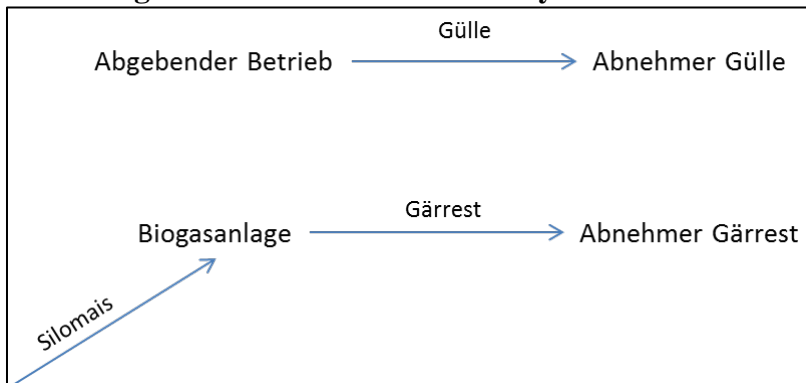 Gülle
Abgebender Betrieb
Abnehmer Gülle
Gärrest
Biogasanlage
Abnehmer Gärrest
Silomais